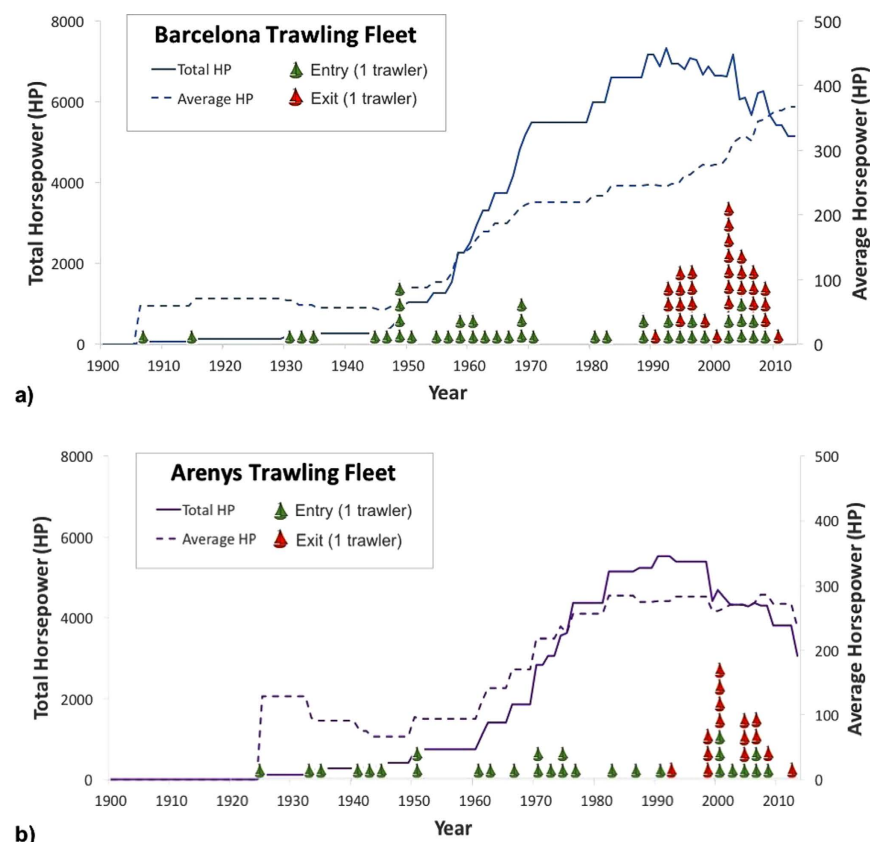 Barcelona Trawling Fleet
Total HP
Entry (1 trawler)
Average HP
Exit (1 trawler)
Total Horsepower (HP)
8000
6000
4000
2000
0
Average Horsepower (HP)
500
400
300
200
100
0
1900 1910 1920 1930 1940 1950 1960 1970 1980 1990 2000 2010
Year
a)
Arenys Trawling Fleet
Total HP
Entry (1 trawler)
Average HP
Exit (1 trawler)
Total Horsepower (HP)
8000
6000
4000
2000
0
Average Horsepower (HP)
500
400
300
200
100
0
1900 1910 1920 1930 1940 1950 1960 1970 1980 1990 2000 2010
Year
b)